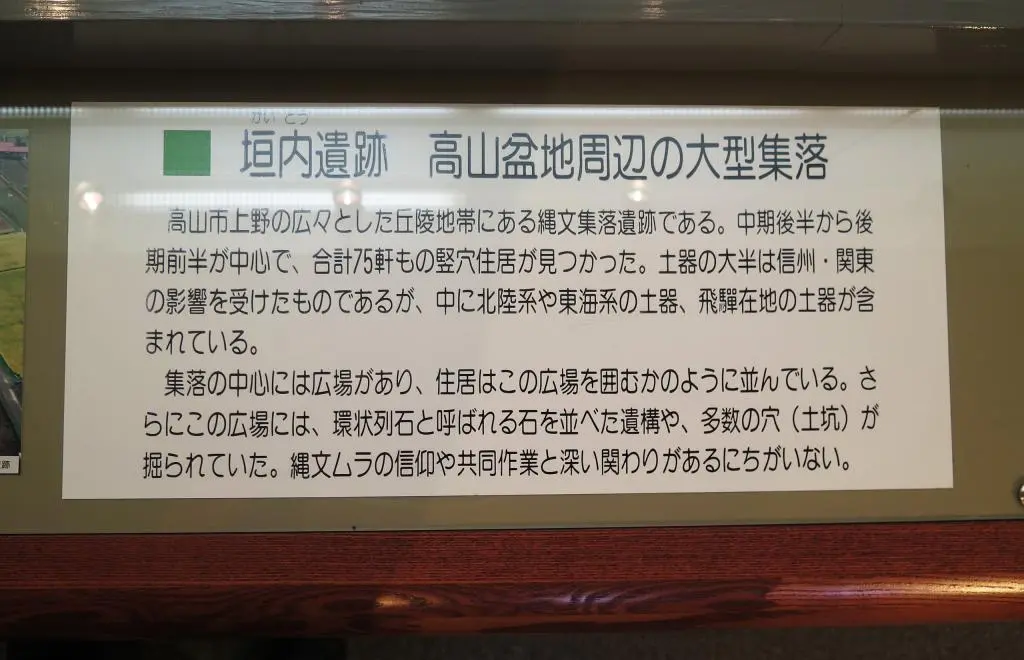 かいとう
垣内遺跡 高山盆地周辺の大型集落
高山市上野の広々とした丘陵地帯にある縄文集落遺跡である。中期後半から後
期前半が中心で、合計75軒もの竪穴住居が見つかった。土器の大半は信州・関東
の影響を受けたものであるが、中に北陸系や東海系の土器、飛騨在地の土器が含
まれている。
集落の中心には広場があり、住居はこの広場を囲むかのように並んでいる。さ
らにこの広場には、環状列石と呼ばれる石を並べた遺構や、多数の穴（土坑）が
掘られていた。縄文ムラの信仰や共同作業と深い関わりがあるにちがいない。
跡